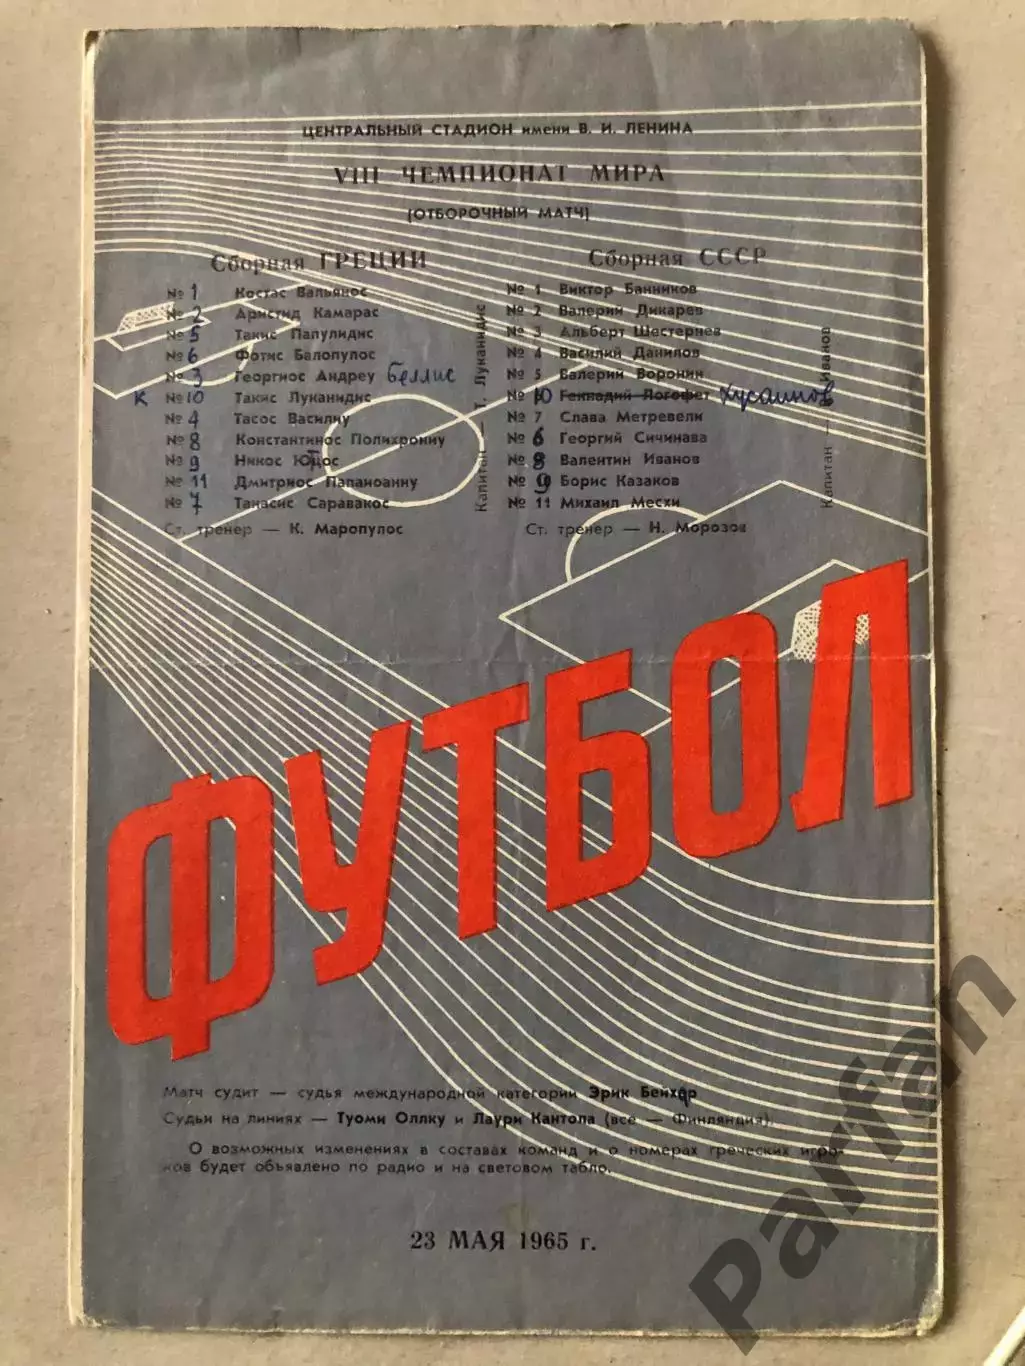 ЦЕНТРАЛЬНЫЙ СТАДИОН имени В. И. ЛЕНИНА
VIII ЧЕМПИОНАТ МИРА
(ОТБОРОЧНЫЙ МАТЧ)
Сборная ГРЕЦИИ
№ 1 Костас Вальянос
№ 2 Аристид Камарас
№ 5 Такис Папулидис
№ 6 Фотис Балопулос
№ 3 Георгиос Андреу Беллис
К № 10 Такис Луканидис
№ 4 Тасос Василиу
№ 8 Константинос Полихрониу
№ 9 Никос Юцос
№ 11 Дмитриос Папаноанну
№ 7 Танасис Саравакос
Капитан — Т. Луканидис
Ст. тренер — К. Маропулос
Сборная СССР
№ 1 Виктор Банников
№ 2 Валерий Дикарев
№ 3 Альберт Шестернев
№ 4 Василий Данилов
№ 5 Валерий Воронин
№ 10 Геннадий Логофет Хусаинов
№ 7 Слава Метревели
№ 6 Георгий Сичинава
№ 8 Валентин Иванов
№ 9 Борис Казаков
№ 11 Михаил Месхи
Капитан — В. Иванов
Ст. тренер — Н. Морозов
ФУТБОЛ
Матч судит — судья международной категории Эрик Бейхер
Судьи на линиях — Туоми Оллку и Лаури Кантола (все — Финляндия).
О возможных изменениях в составах команд и о номерах греческих игро-
ков будет объявлено по радио и на световом табло.
23 МАЯ 1965 г.
Parfan